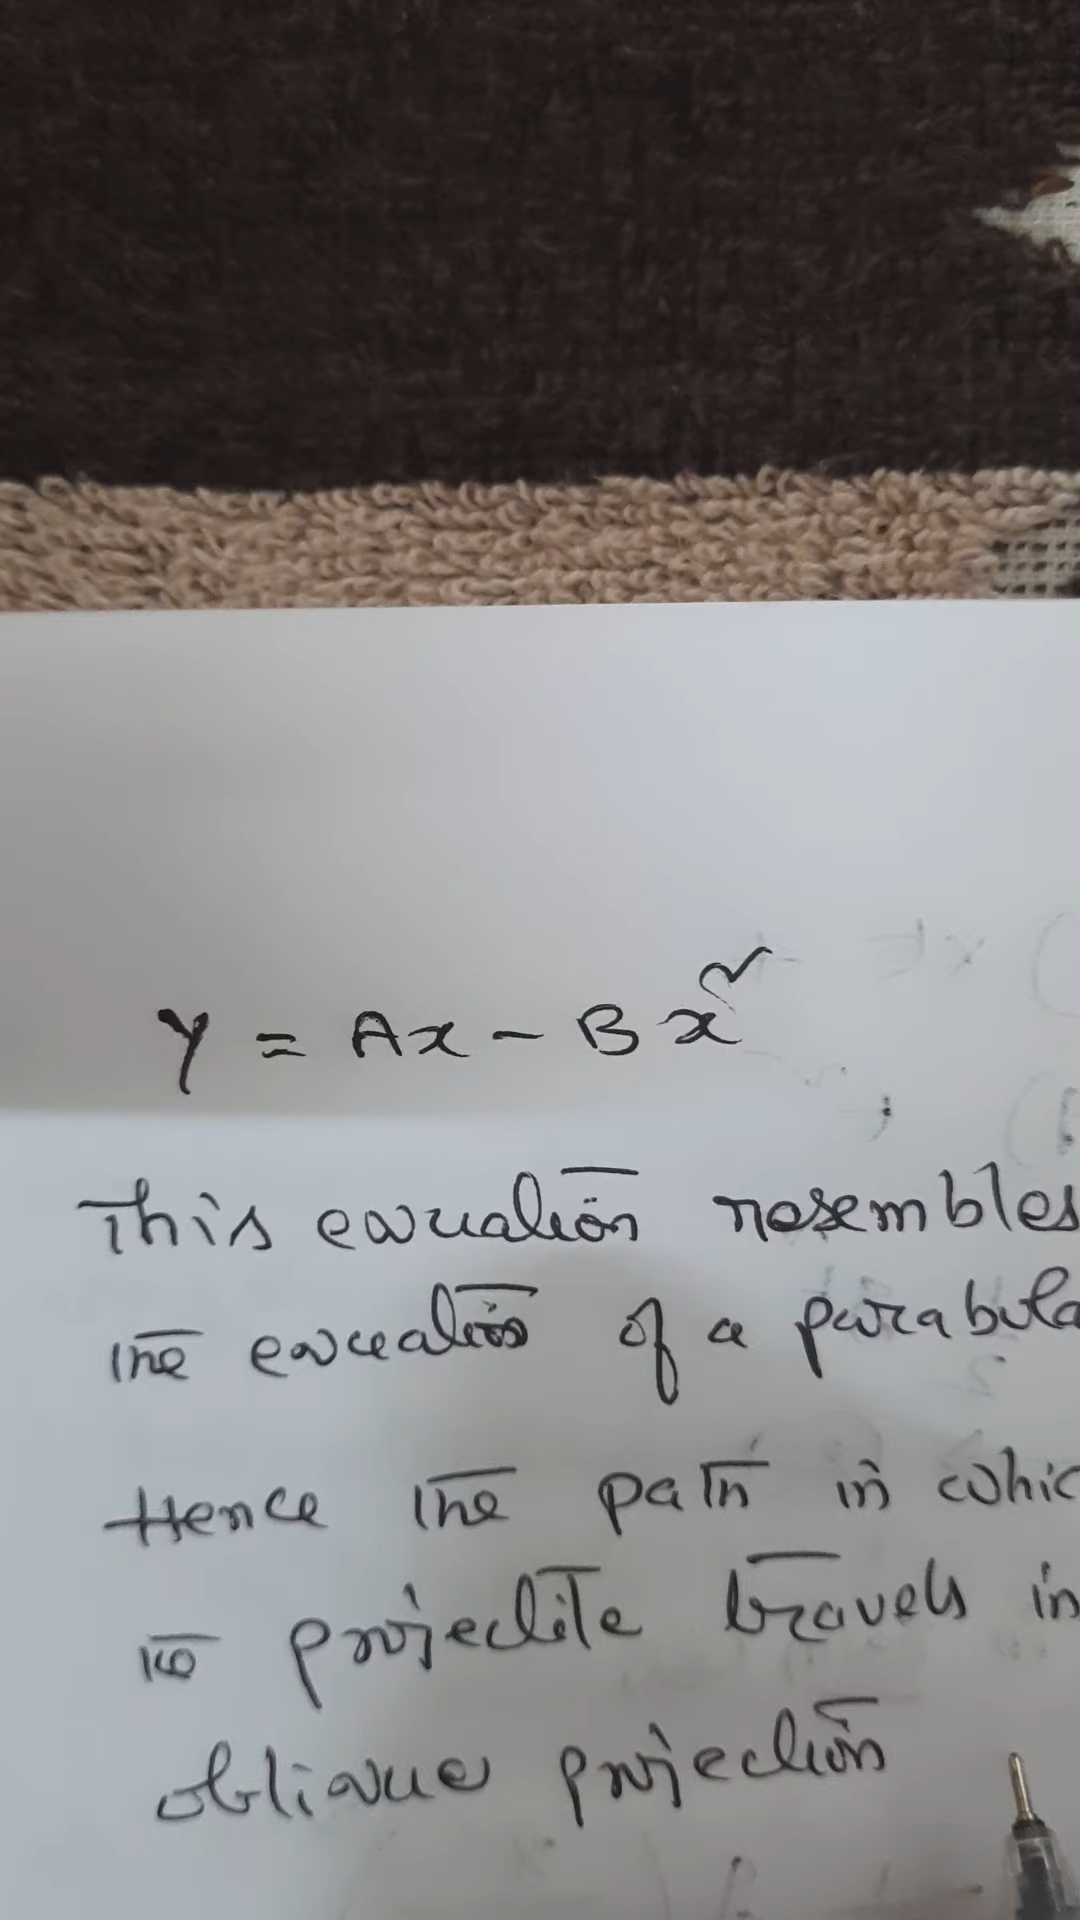 Y = Ax - Bx²
This equation resembles
the equation of a parabola
Hence the path in whic
the projectile travels in
oblique projection